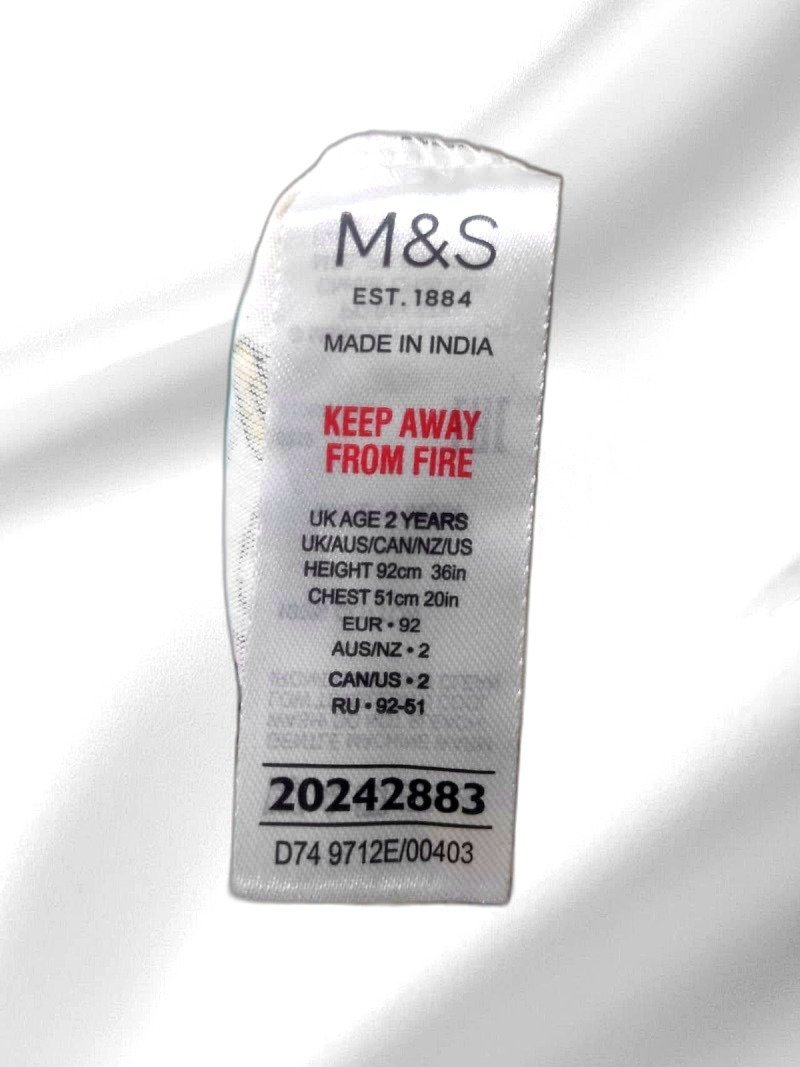 M&S
EST. 1884
MADE IN INDIA
KEEP AWAY
FROM FIRE
UK AGE 2 YEARS
UK/AUS/CAN/NZ/US
HEIGHT 92cm 36in
CHEST 51cm 20in
EUR • 92
AUS/NZ • 2
CAN/US • 2
RU • 92-51
20242883
D74 9712E/00403